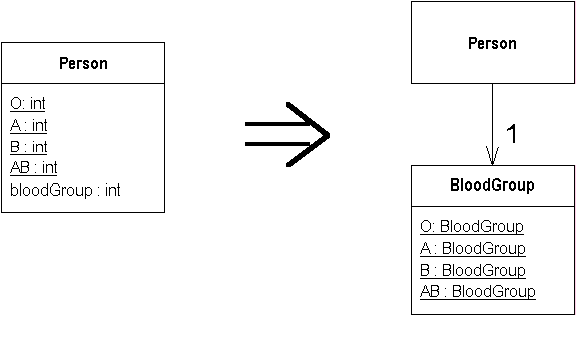 Person
O: int
A : int
B : int
AB : int
bloodGroup : int
Person
1
BloodGroup
O: BloodGroup
A : BloodGroup
B : BloodGroup
AB : BloodGroup